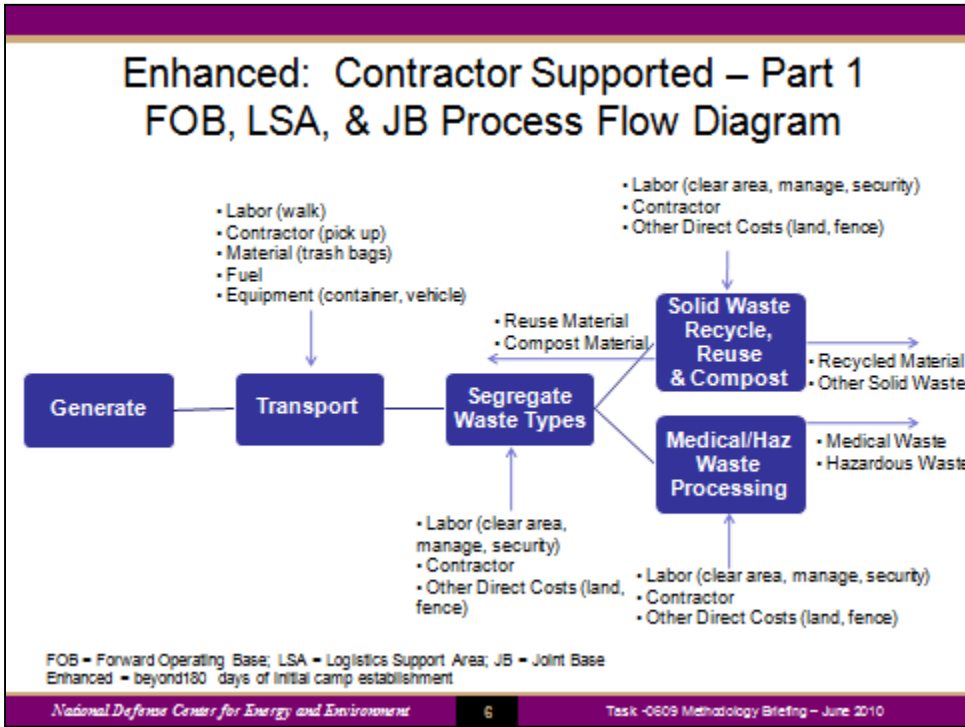 Enhanced: Contractor Supported – Part 1
FOB, LSA, & JB Process Flow Diagram
• Labor (walk)
• Contractor (pick up)
• Material (trash bags)
• Fuel
• Equipment (container, vehicle)
• Labor (clear area, manage, security)
• Contractor
• Other Direct Costs (land, fence)
Generate
Transport
• Reuse Material
• Compost Material
Segregate
Waste Types
Solid Waste
Recycle,
Reuse
& Compost
• Recycled Material
• Other Solid Waste
Medical/Haz
Waste
Processing
• Medical Waste
• Hazardous Waste
• Labor (clear area,
manage, security)
• Contractor
• Other Direct Costs (land,
fence)
• Labor (clear area, manage, security)
• Contractor
• Other Direct Costs (land, fence)
FOB = Forward Operating Base; LSA = Logistics Support Area; JB = Joint Base
Enhanced = beyond180 days of initial camp establishment
National Defense Center for Energy and Environment
6
Task -0609 Methodology Briefing – June 2010